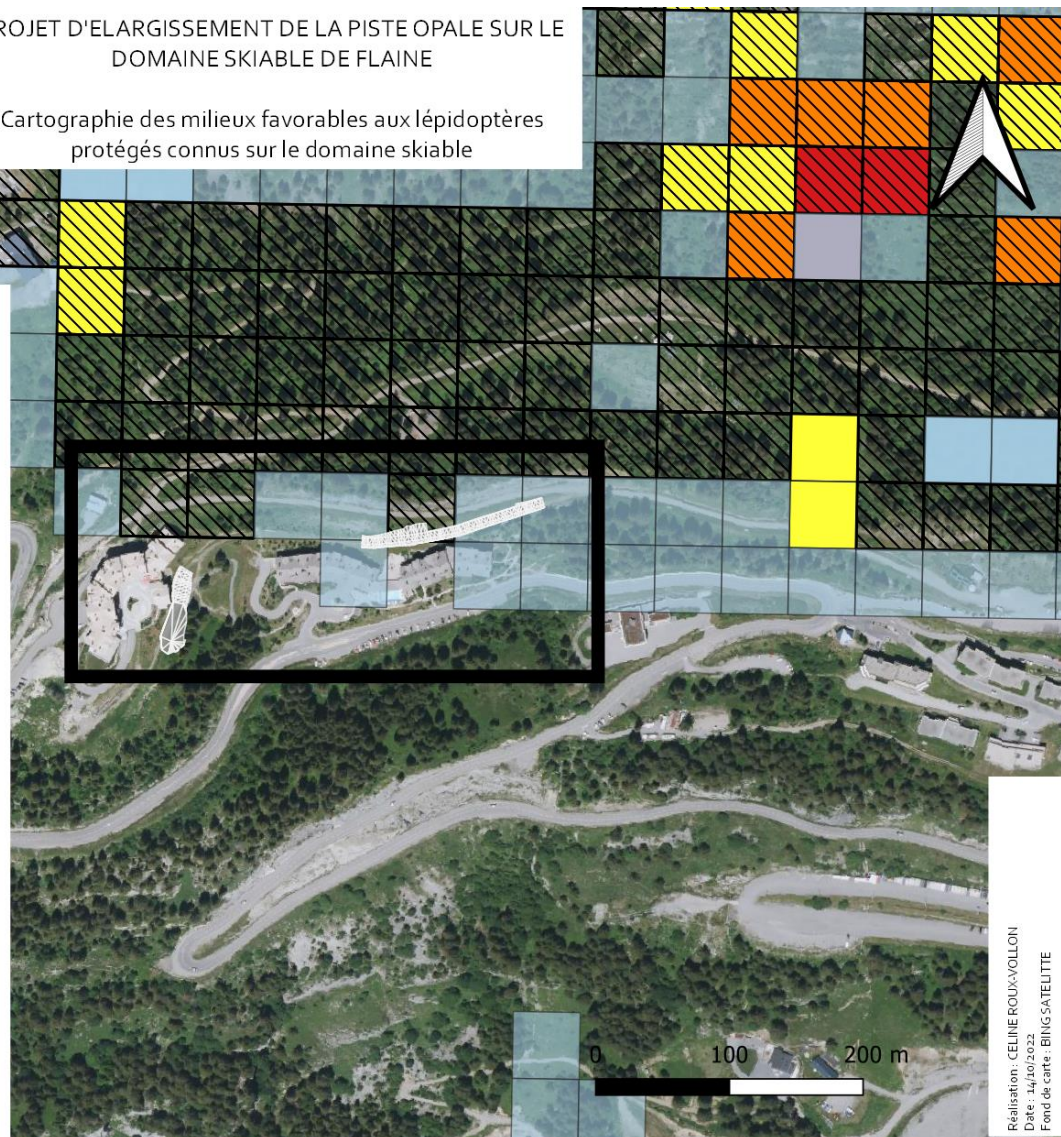 ROJET D'ELARGISSEMENT DE LA PISTE OPALE SUR LE
DOMAINE SKIABLE DE FLAINE
Cartographie des milieux favorables aux lépidoptères
protégés connus sur le domaine skiable
0 100 200 m
Réalisation : CELINE ROUX-VOLLON
Date : 14/10/2022
Fond de carte : BING SATELITTE